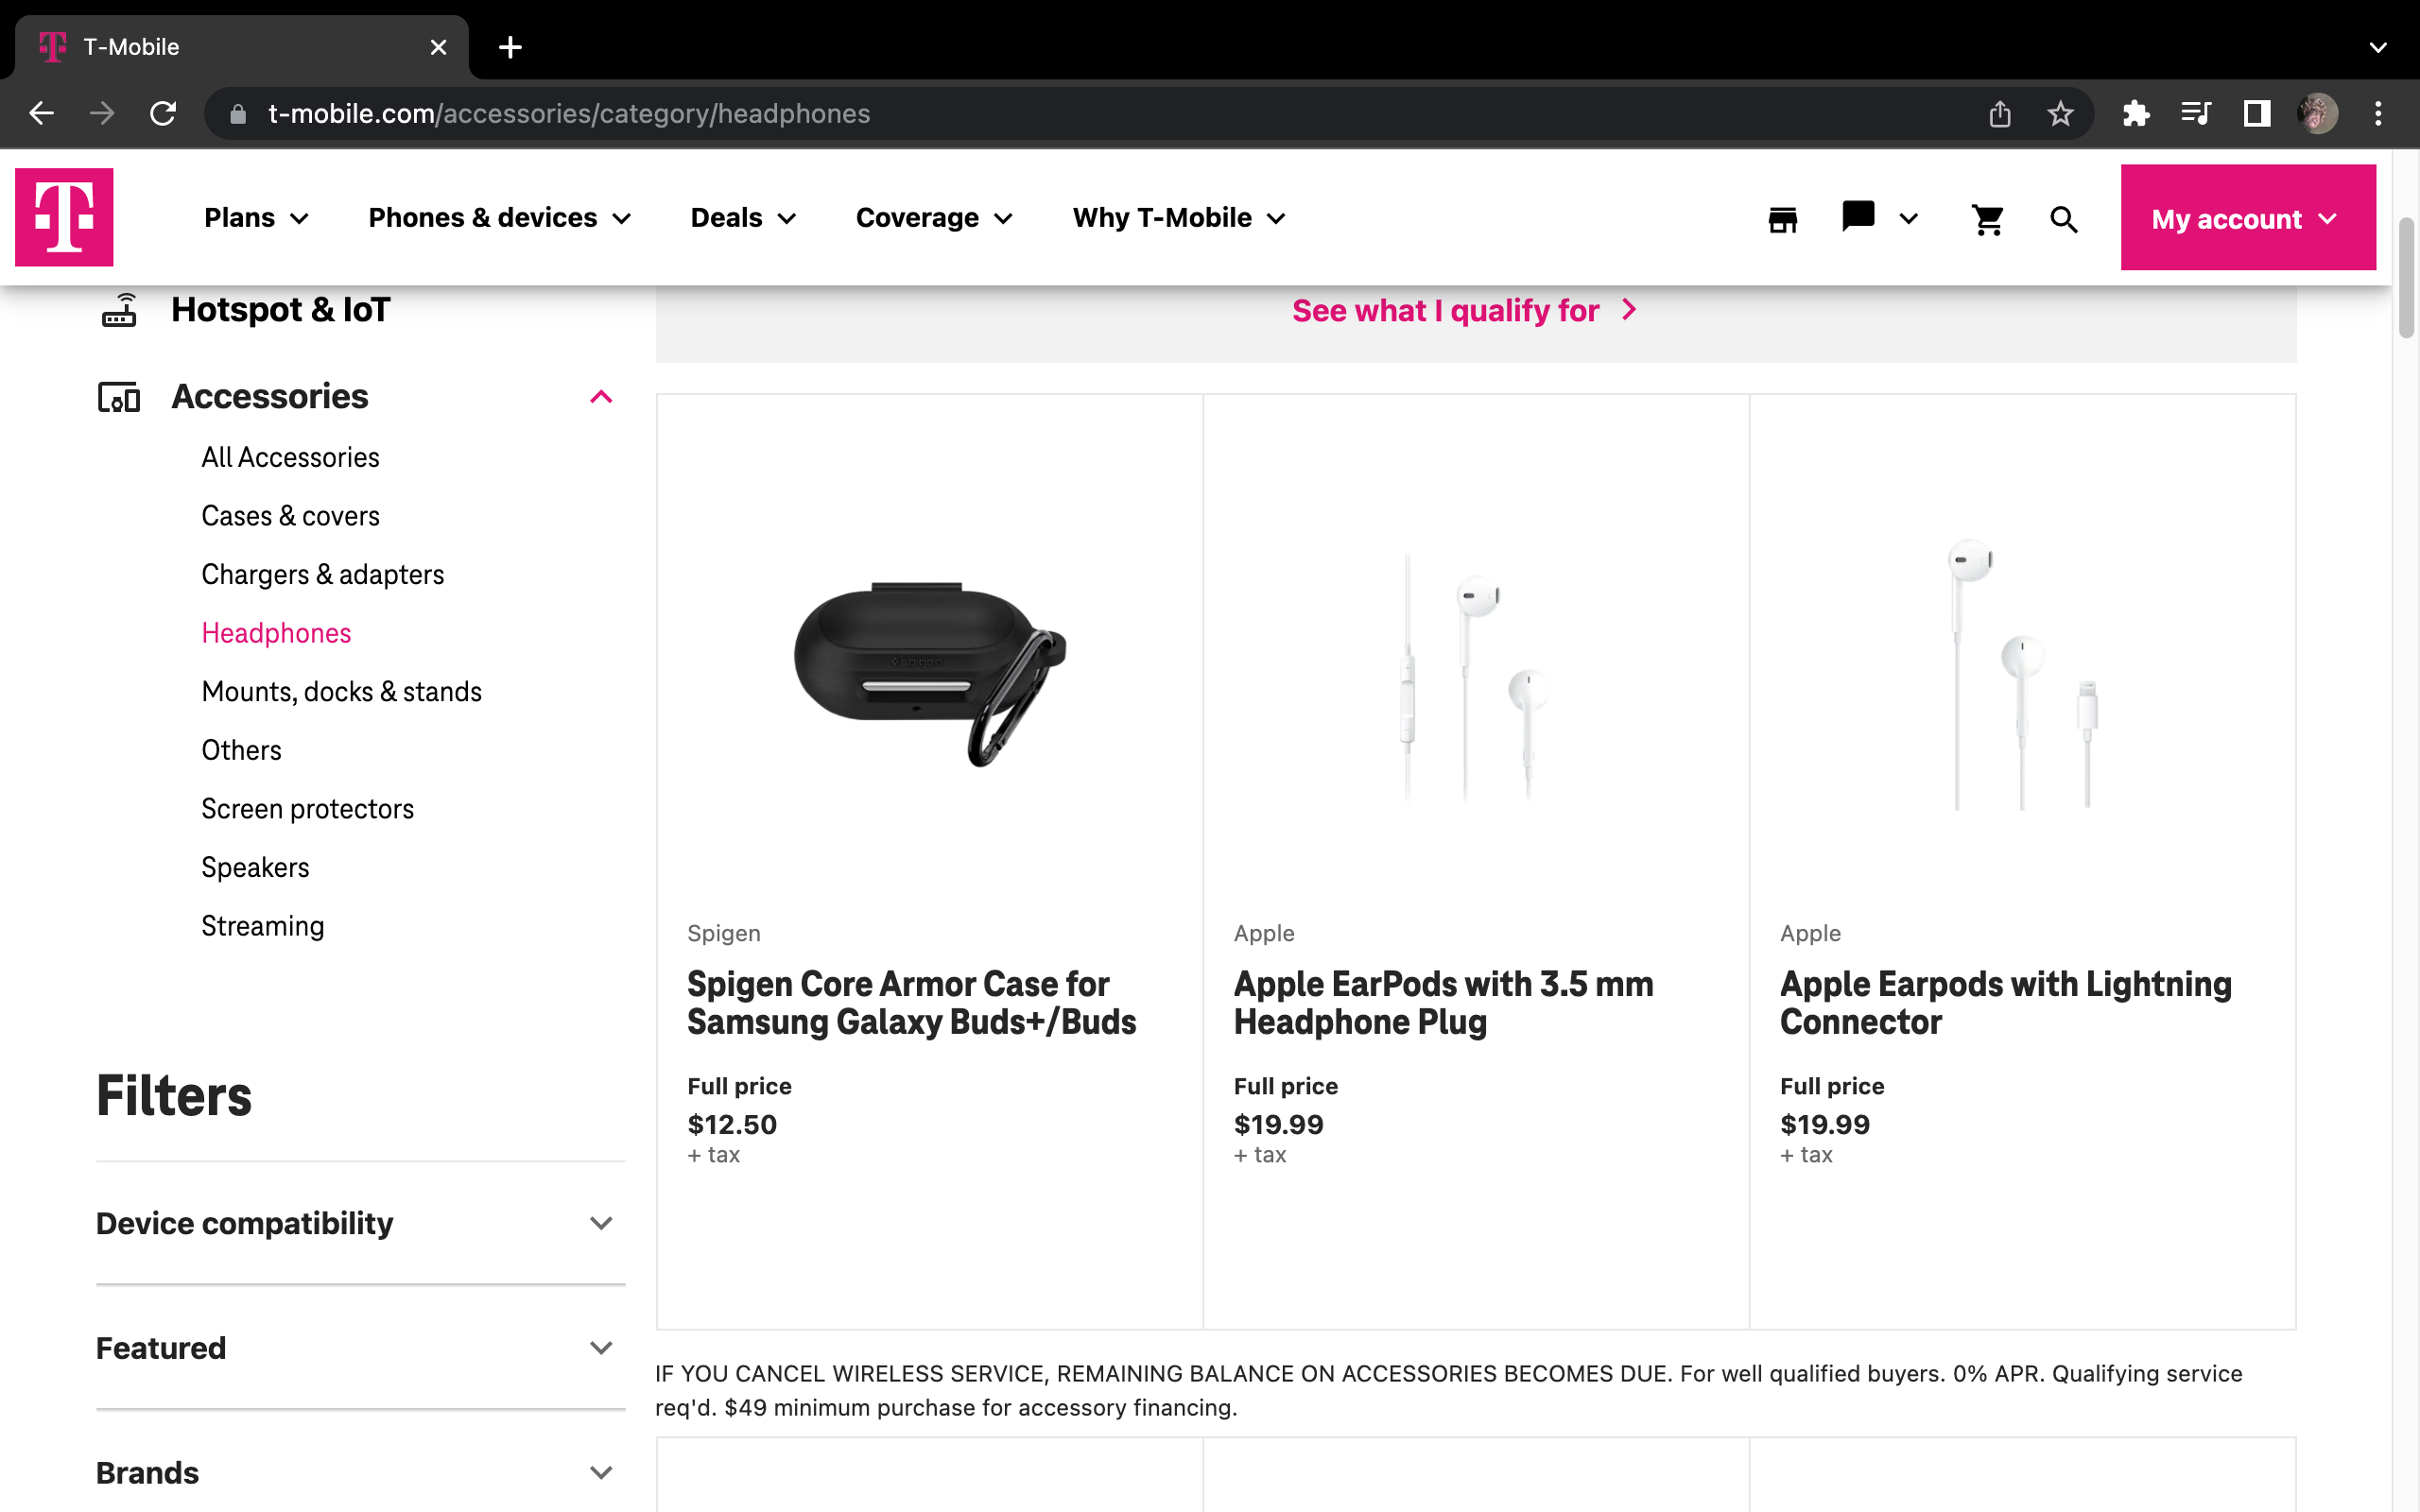 T-Mobile
t-mobile.com/accessories/category/headphones
Plans
Phones & devices
Deals
Coverage
Why T-Mobile
My account
Hotspot & IoT
See what I qualify for
Accessories
All Accessories
Cases & covers
Chargers & adapters
Headphones
Mounts, docks & stands
Others
Screen protectors
Speakers
Streaming
Filters
Device compatibility
Featured
Brands
spigen
Spigen
Spigen Core Armor Case for
Samsung Galaxy Buds+/Buds
Full price
$12.50
+ tax
Apple
Apple EarPods with 3.5 mm
Headphone Plug
Full price
$19.99
+ tax
Apple
Apple Earpods with Lightning
Connector
Full price
$19.99
+ tax
IF YOU CANCEL WIRELESS SERVICE, REMAINING BALANCE ON ACCESSORIES BECOMES DUE. For well qualified buyers. 0% APR. Qualifying service
req'd. $49 minimum purchase for accessory financing.